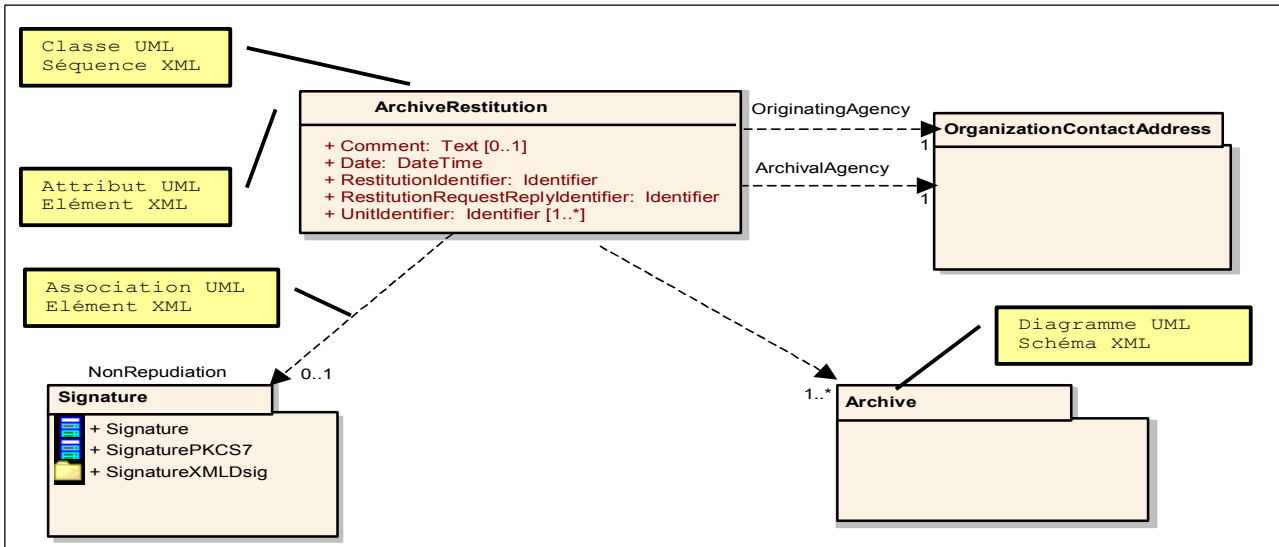 Classe UML
Séquence XML
ArchiveRestitution
+ Comment: Text [0..1]
+ Date: DateTime
+ RestitutionIdentifier: Identifier
+ RestitutionRequestReplyIdentifier: Identifier
+ UnitIdentifier: Identifier [1..*]
OriginatingAgency
1
ArchivalAgency
1
OrganizationContactAddress
Attribut UML
Elément XML
Association UML
Elément XML
Diagramme UML
Schéma XML
NonRepudiation
0..1
Signature
+ Signature
+ SignaturePKCS7
+ SignatureXMLDsig
1..*
Archive